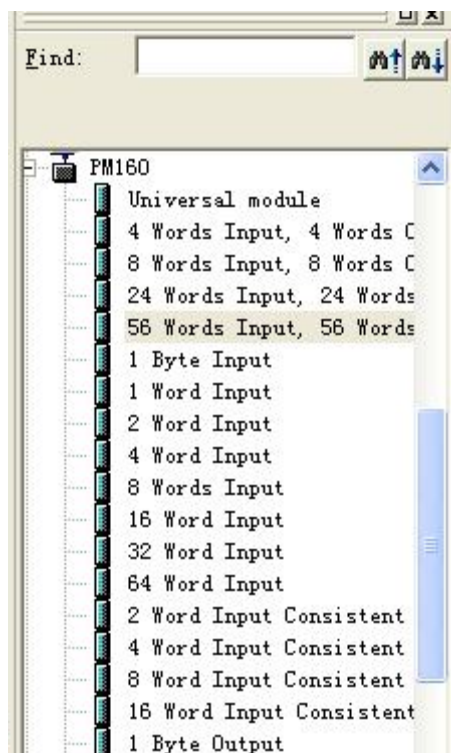 Find:
PM160
Universal module
4 Words Input, 4 Words
8 Words Input, 8 Words
24 Words Input, 24 Words
56 Words Input, 56 Words
1 Byte Input
1 Word Input
2 Word Input
4 Word Input
8 Words Input
16 Word Input
32 Word Input
64 Word Input
2 Word Input Consistent
4 Word Input Consistent
8 Word Input Consistent
16 Word Input Consistent
1 Byte Output